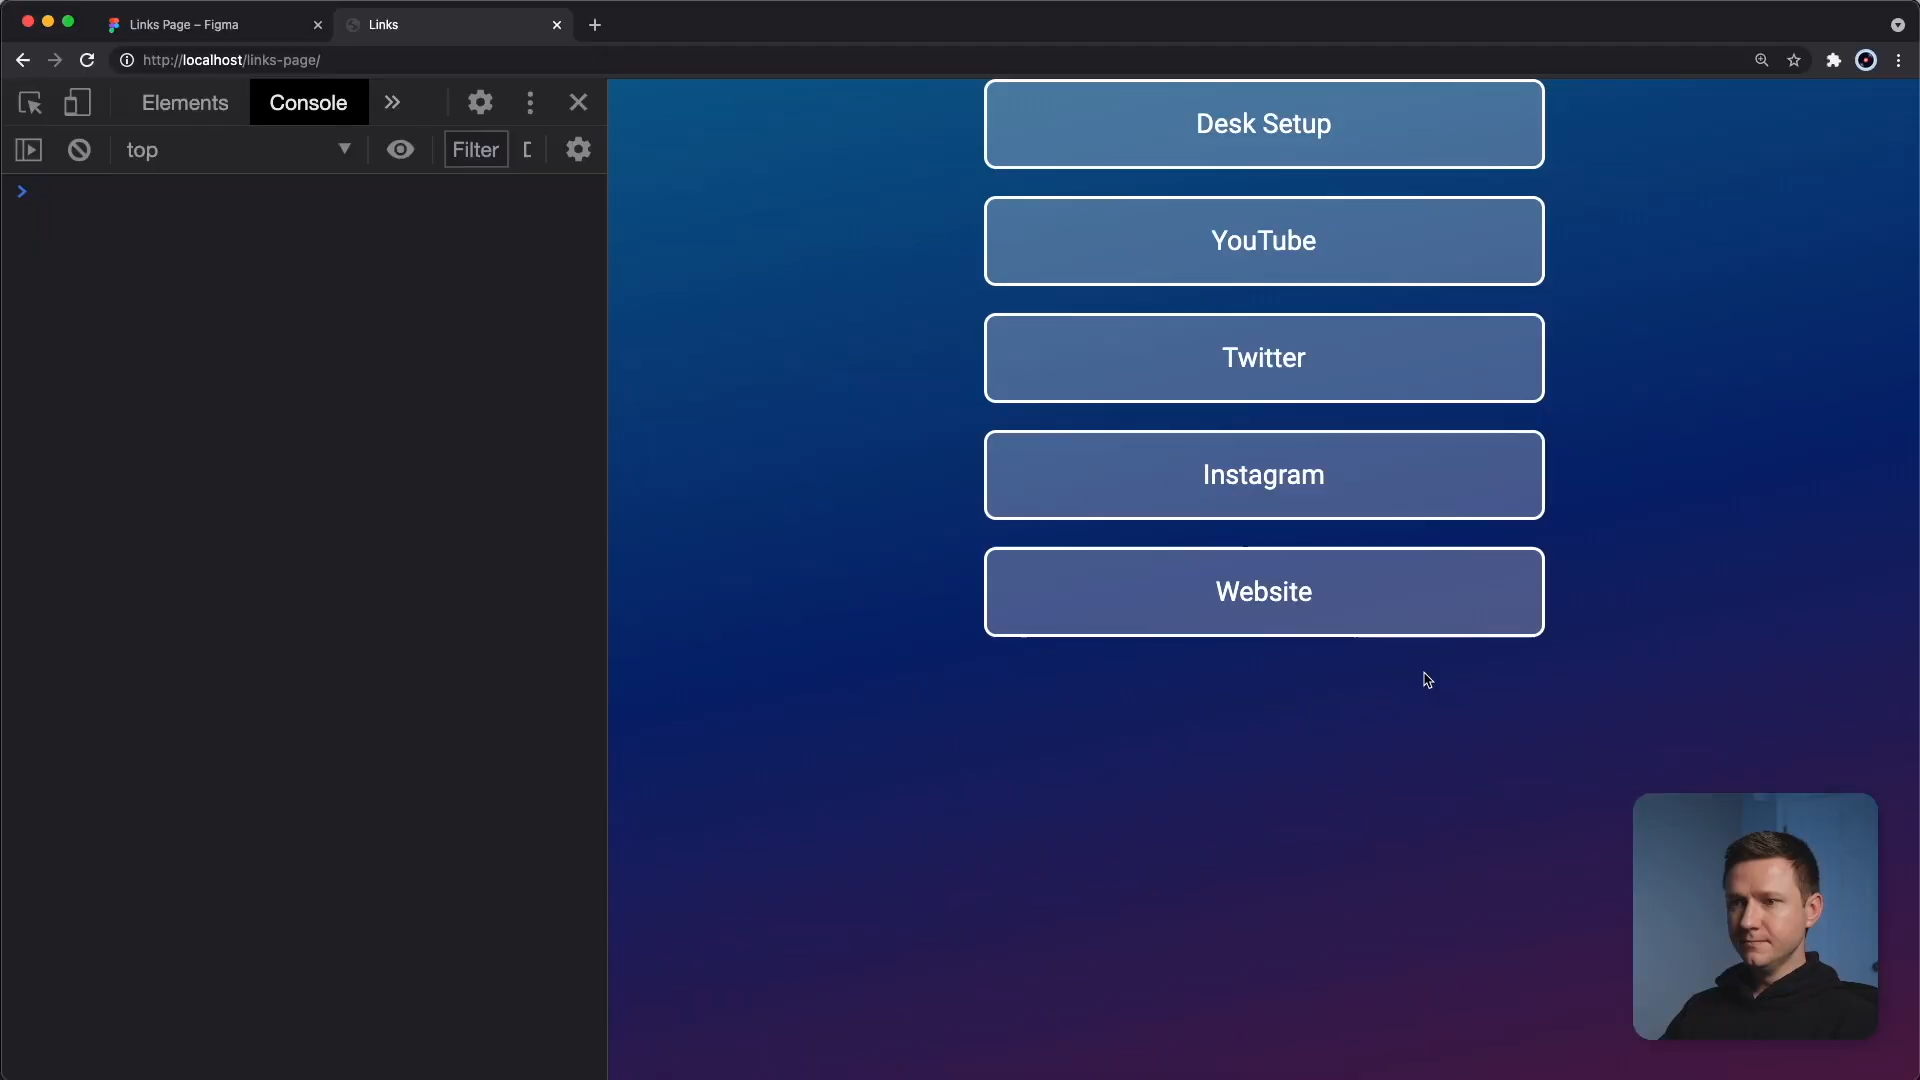 Links Page – Figma
Links
http://localhost/links-page/
Elements
Console
top
Filter
Desk Setup
YouTube
Twitter
Instagram
Website